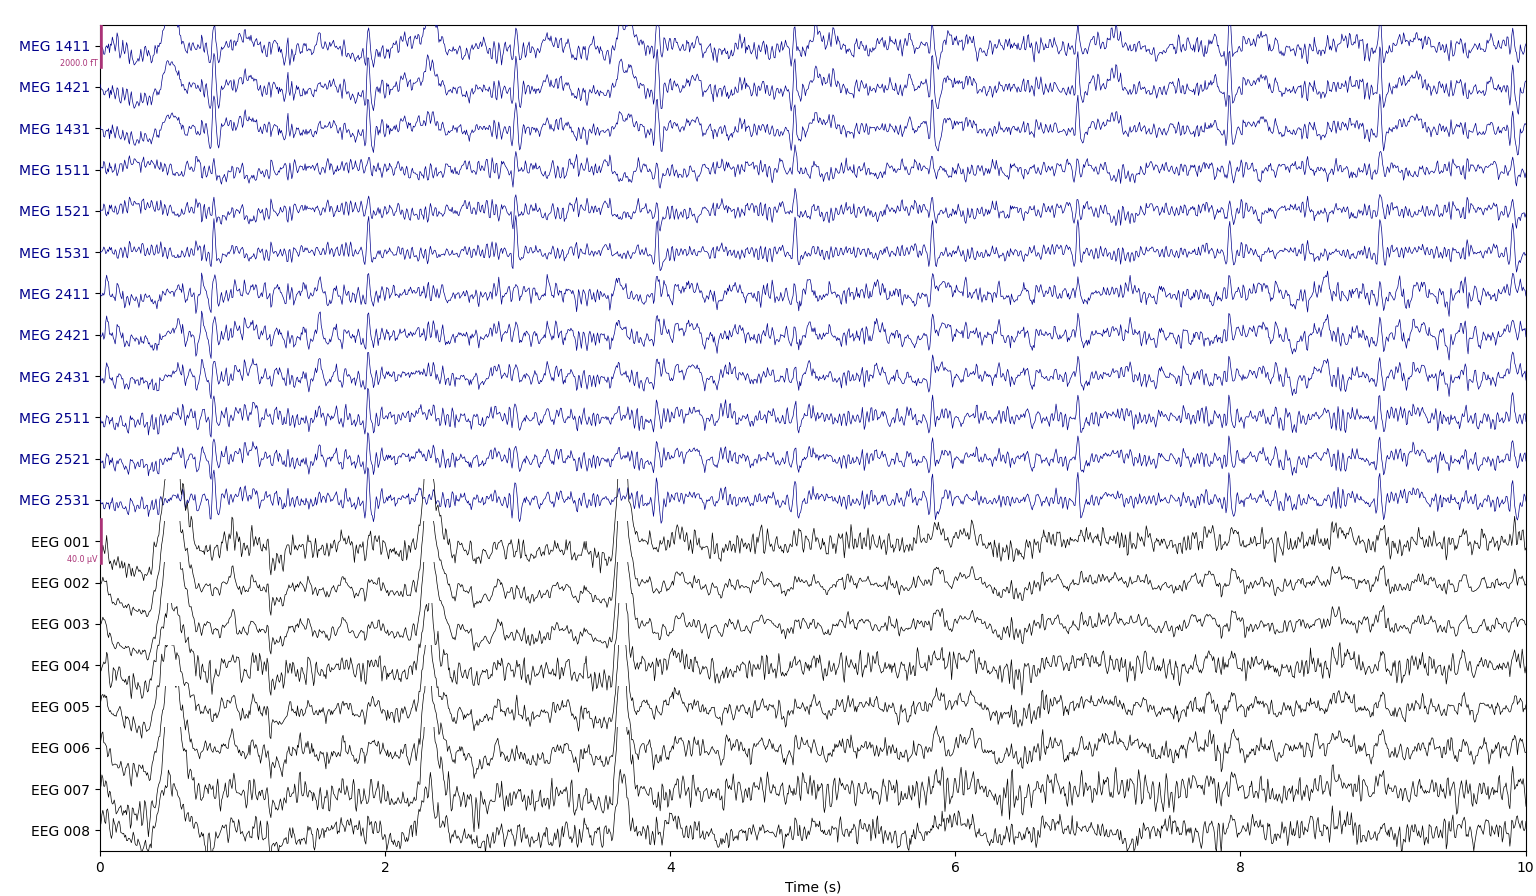 MEG 1411
2000.0 fT
MEG 1421
MEG 1431
MEG 1511
MEG 1521
MEG 1531
MEG 2411
MEG 2421
MEG 2431
MEG 2511
MEG 2521
MEG 2531
EEG 001
40.0 µV
EEG 002
EEG 003
EEG 004
EEG 005
EEG 006
EEG 007
EEG 008
0 2 4 6 8 10
Time (s)